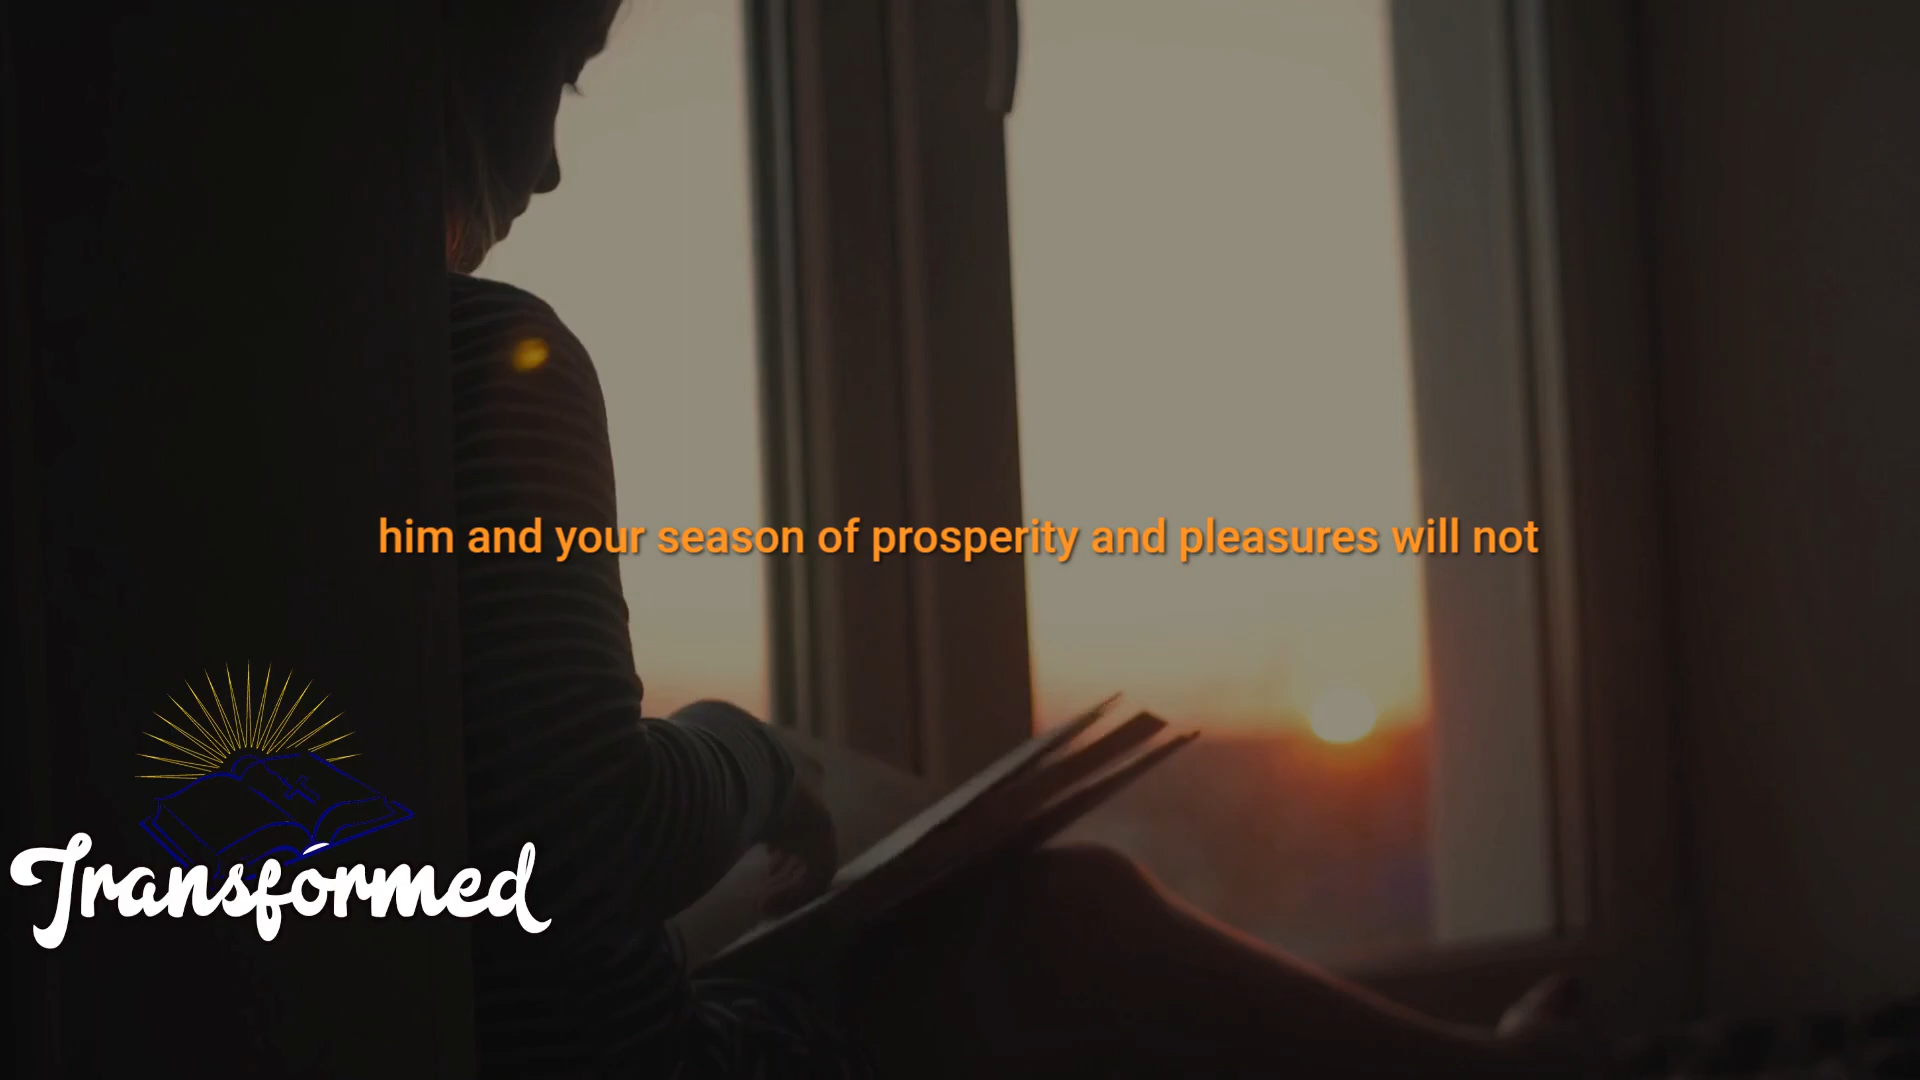 him and your season of prosperity and pleasures will not
Transformed